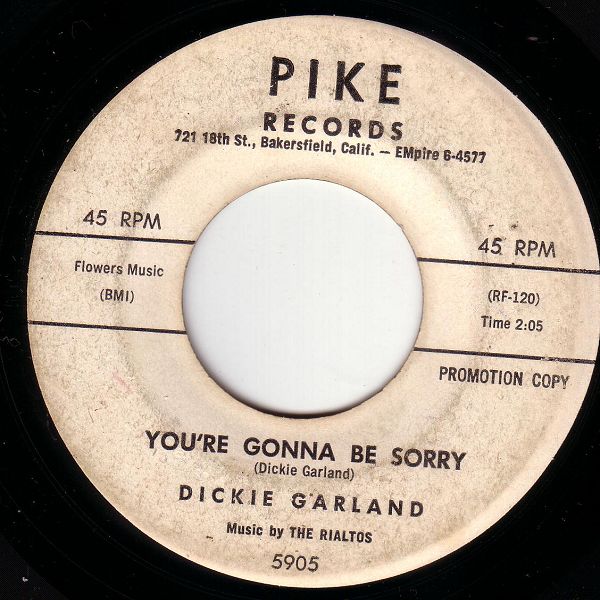 PIKE
RECORDS
721 18th St., Bakersfield, Calif. — EMpire 6-4577
45 RPM
45 RPM
Flowers Music
(BMI)
(RF-120)
Time 2:05
PROMOTION COPY
YOU'RE GONNA BE SORRY
(Dickie Garland)
DICKIE GARLAND
Music by THE RIALTOS
5905